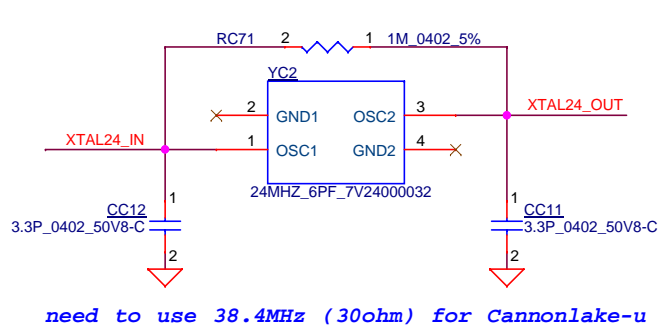 RC71 2 1 1M_0402_5%
YC2
2 GND1 OSC2 3 XTAL24_OUT
XTAL24_IN 1 OSC1 GND2 4
24MHZ_6PF_7V24000032
1 1
CC12 CC11
3.3P_0402_50V8-C 3.3P_0402_50V8-C
2 2
need to use 38.4MHz (30ohm) for Cannonlake-u